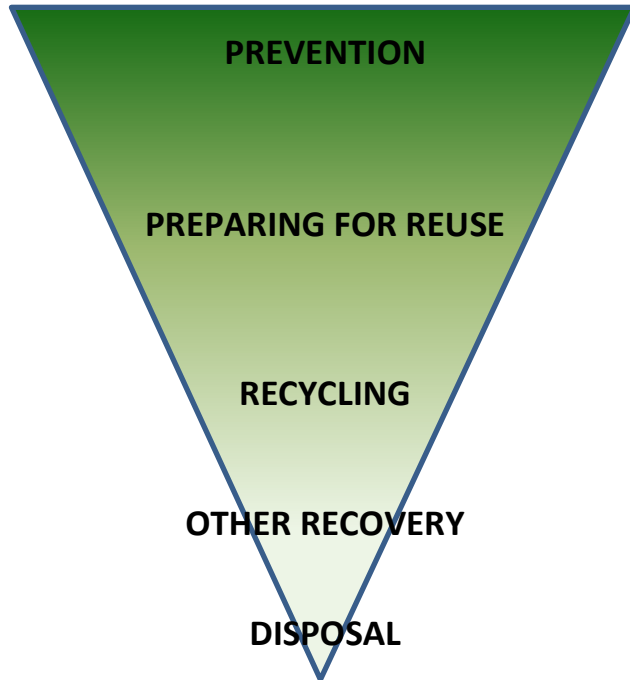 PREVENTION
PREPARING FOR REUSE
RECYCLING
OTHER RECOVERY
DISPOSAL